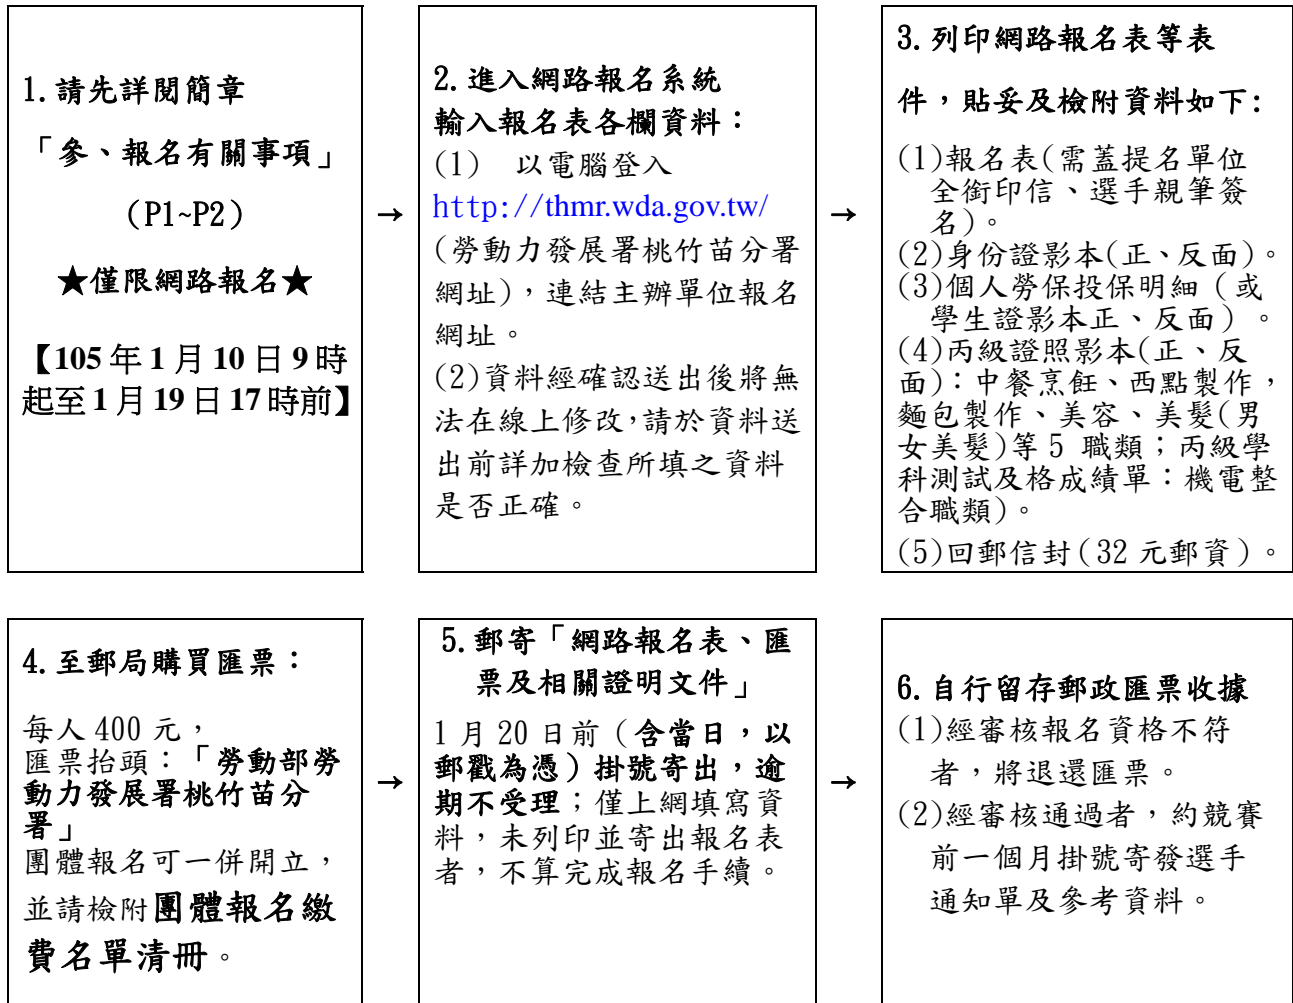 1.請先詳閱簡章
「參、報名有關事項」
(P1~P2)
★僅限網路報名★
【105 年 1 月 10 日 9 時
起至 1 月 19 日 17 時前】
→
2.進入網路報名系統
輸入報名表各欄資料：
(1) 以電腦登入
http://thmr.wda.gov.tw/
(勞動力發展署桃竹苗分署
網址)，連結主辦單位報名
網址。
(2)資料經確認送出後將無
法在線上修改,請於資料送
出前詳加檢查所填之資料
是否正確。
→
3.列印網路報名表等表
件，貼妥及檢附資料如下:
(1)報名表(需蓋提名單位
全銜印信、選手親筆簽
名)。
(2)身份證影本(正、反面)。
(3)個人勞保投保明細（或
學生證影本正、反面）。
(4)丙級證照影本(正、反
面)：中餐烹飪、西點製作，
麵包製作、美容、美髮(男
女美髮)等 5 職類；丙級學
科測試及格成績單：機電整
合職類)。
(5)回郵信封(32 元郵資)。
4.至郵局購買匯票：
每人 400 元，
匯票抬頭：「勞動部勞
動力發展署桃竹苗分
署」
團體報名可一併開立，
並請檢附團體報名繳
費名單清冊。
→
5.郵寄「網路報名表、匯
票及相關證明文件」
1 月 20 日前（含當日，以
郵戳為憑）掛號寄出，逾
期不受理；僅上網填寫資
料，未列印並寄出報名表
者，不算完成報名手續。
→
6.自行留存郵政匯票收據
(1)經審核報名資格不符
者，將退還匯票。
(2)經審核通過者，約競賽
前一個月掛號寄發選手
通知單及參考資料。